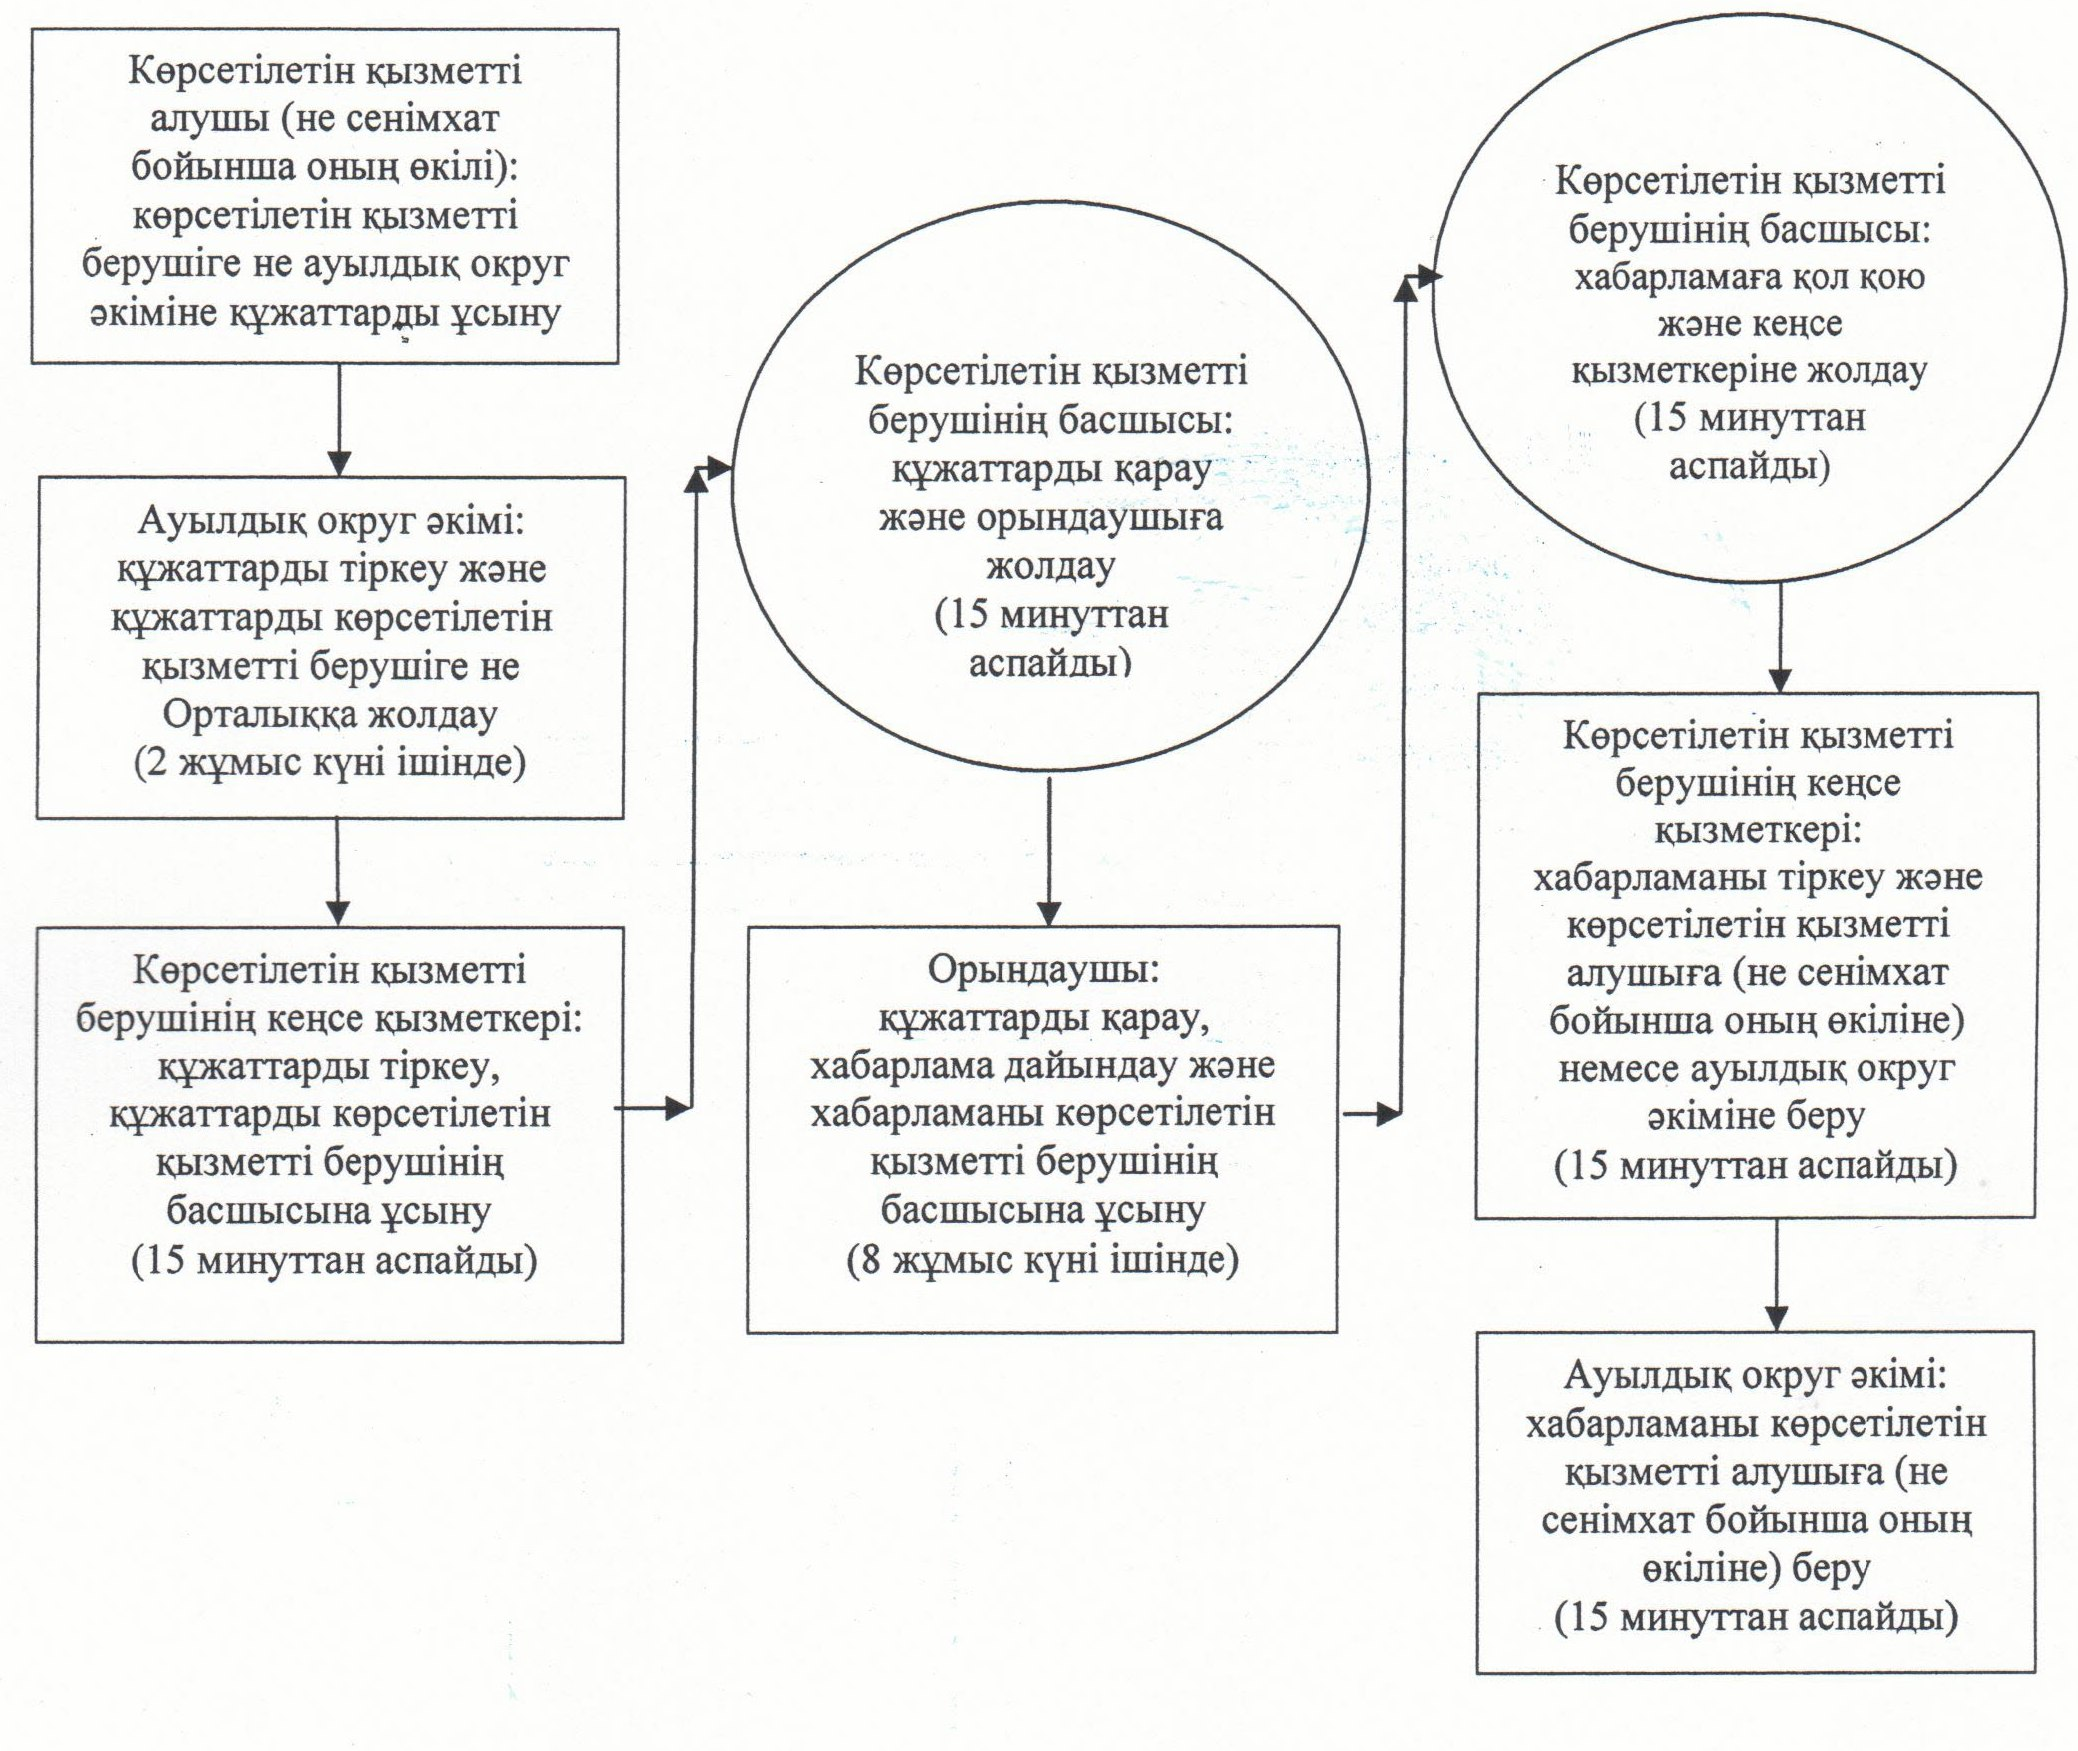 Көрсетілетін қызметті
алушы (не сенімхат
бойынша оның өкілі):
көрсетілетін қызметті
берушіге не ауылдық округ
әкіміне құжаттарды ұсыну
Ауылдық округ әкімі:
құжаттарды тіркеу және
құжаттарды көрсетілетін
қызметті берушіге не
Орталыққа жолдау
(2 жұмыс күні ішінде)
Көрсетілетін қызметті
берушінің кеңсе қызметкері:
құжаттарды тіркеу,
құжаттарды көрсетілетін
қызметті берушінің
басшысына ұсыну
(15 минуттан аспайды)
Көрсетілетін қызметті
берушінің басшысы:
құжаттарды қарау
және орындаушыға
жолдау
(15 минуттан
аспайды)
Орындаушы:
құжаттарды қарау,
хабарлама дайындау және
хабарламаны көрсетілетін
қызметті берушінің
басшысына ұсыну
(8 жұмыс күні ішінде)
Көрсетілетін қызметті
берушінің басшысы:
хабарламаға қол қою
және кеңсе
қызметкеріне жолдау
(15 минуттан
аспайды)
Көрсетілетін қызметті
берушінің кеңсе
қызметкері:
хабарламаны тіркеу және
көрсетілетін қызметті
алушыға (не сенімхат
бойынша оның өкіліне)
немесе ауылдық округ
әкіміне беру
(15 минуттан аспайды)
Ауылдық округ әкімі:
хабарламаны көрсетілетін
қызметті алушыға (не
сенімхат бойынша оның
өкіліне) беру
(15 минуттан аспайды)